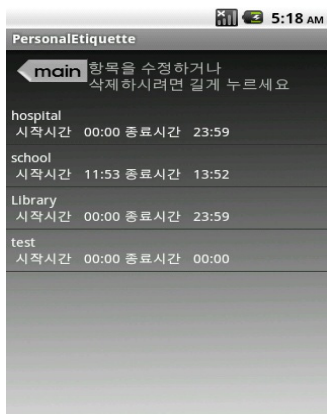 5:18 AM
PersonalEtiquette
main 항목을 수정하거나
삭제하시려면 길게 누르세요
hospital
시작시간 00:00 종료시간 23:59
school
시작시간 11:53 종료시간 13:52
LIbrary
시작시간 00:00 종료시간 23:59
test
시작시간 00:00 종료시간 00:00